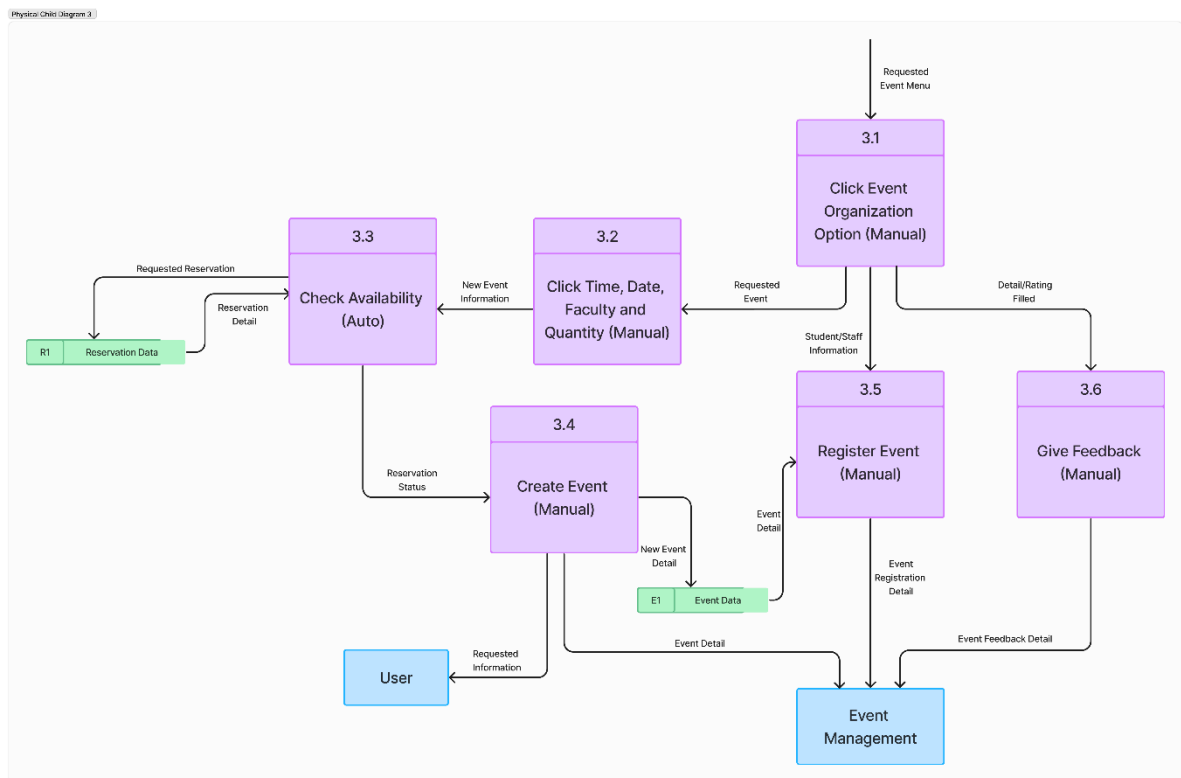 Physical Child Diagram 3
Requested
Event Menu
3.1
Click Event
Organization
Option (Manual)
3.3
Check Availability
(Auto)
3.2
Click Time, Date,
Faculty and
Quantity (Manual)
Requested Reservation
Reservation
Detail
New Event
Information
Requested
Event
Detail/Rating
Filled
Student/Staff
Information
R1
Reservation Data
3.5
Register Event
(Manual)
3.6
Give Feedback
(Manual)
3.4
Create Event
(Manual)
Reservation
Status
Event
Detail
New Event
Detail
E1
Event Data
Event
Registration
Detail
Requested
Information
Event Detail
Event Feedback Detail
User
Event
Management